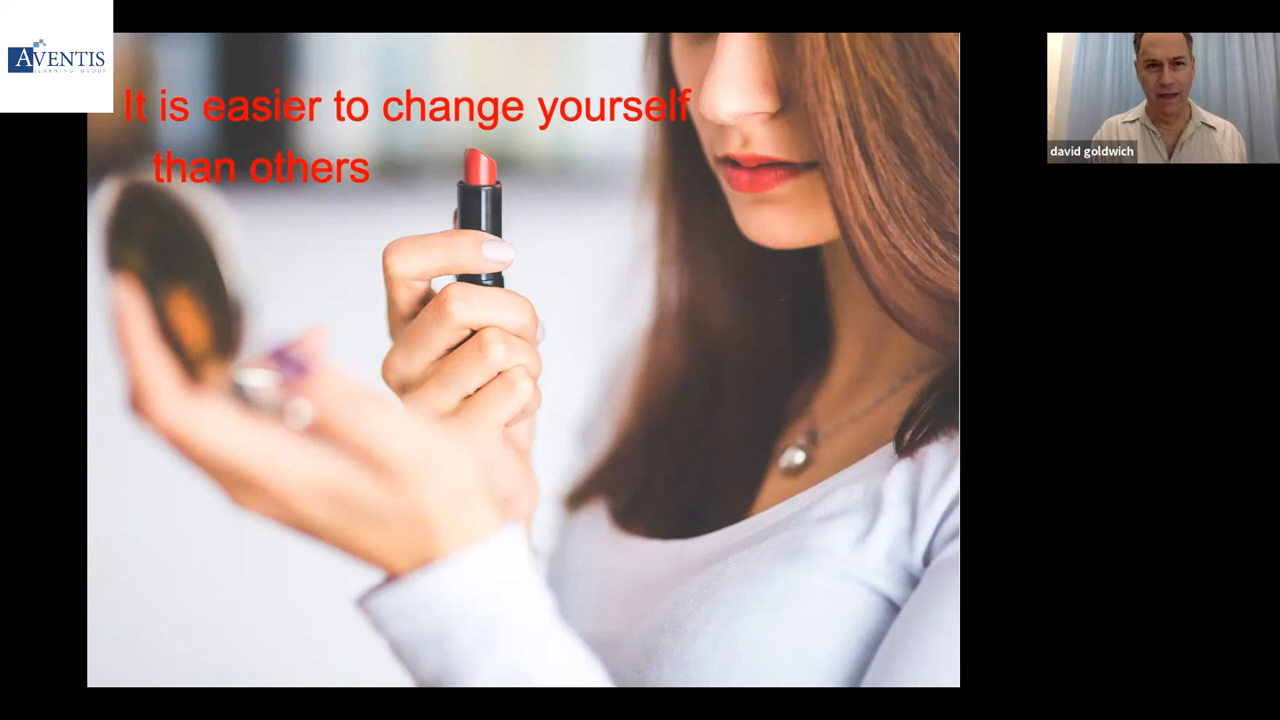 AVENTIS
LEARNING GROUP
It is easier to change yourself
than others
david goldwich